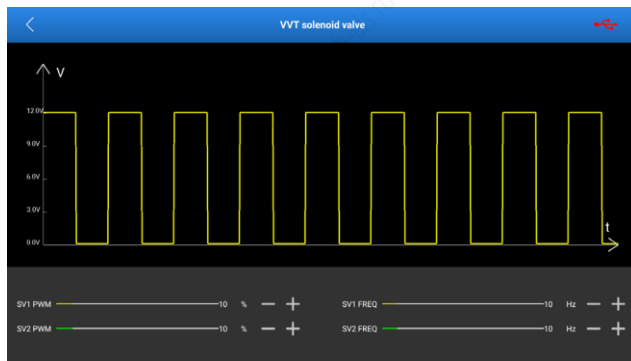 VVT solenoid valve
V
12.0V
9.0V
6.0V
3.0V
0.0V
t
SV1 PWM 10 % − + SV1 FREQ 10 Hz − +
SV2 PWM 10 % − + SV2 FREQ 10 Hz − +